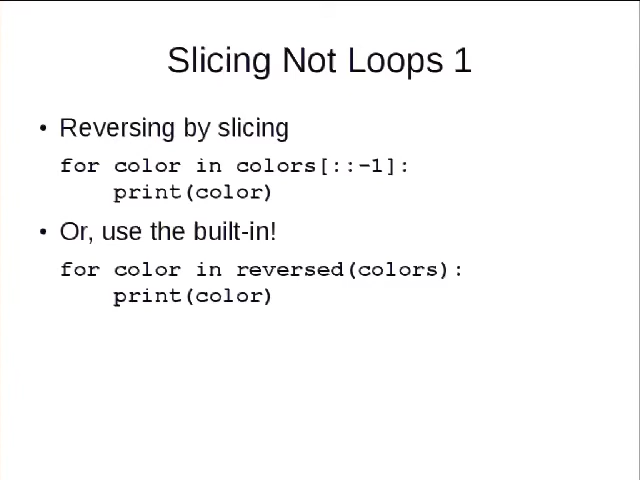 Slicing Not Loops 1
• Reversing by slicing
for color in colors[::-1]:
    print(color)
• Or, use the built-in!
for color in reversed(colors):
    print(color)